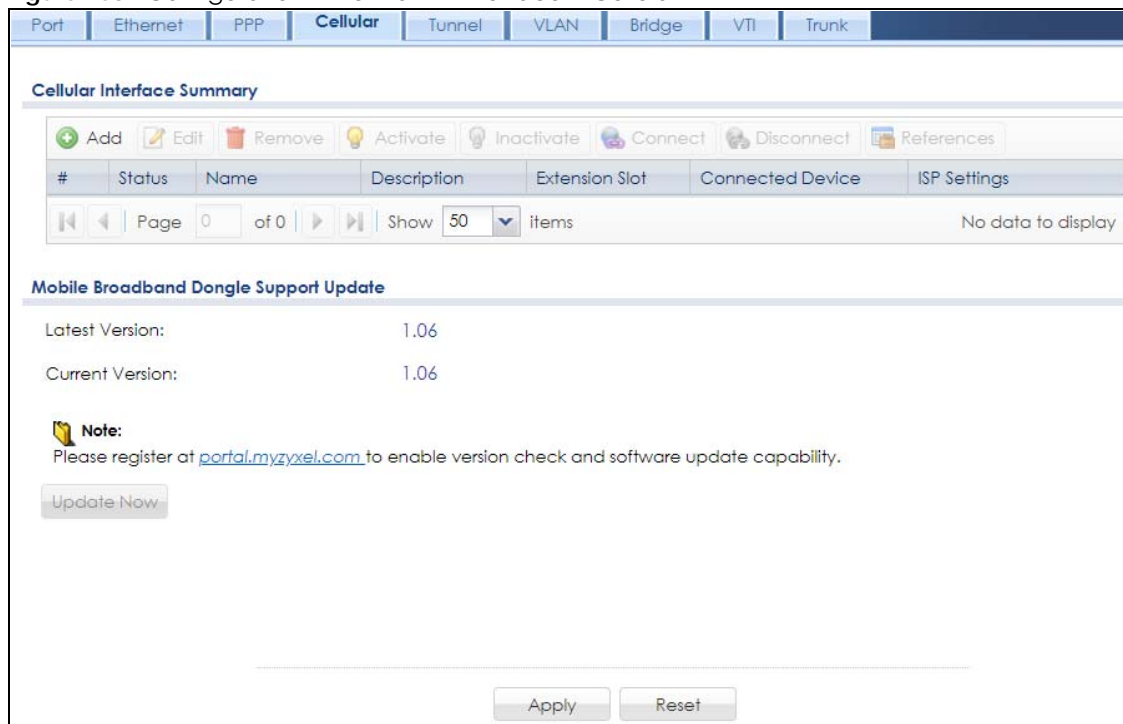 Port Ethernet PPP Cellular Tunnel VLAN Bridge VTI Trunk
Cellular Interface Summary
Add Edit Remove Activate Inactivate Connect Disconnect References
# Status Name Description Extension Slot Connected Device ISP Settings
Page 0 of 0 Show 50 items No data to display
Mobile Broadband Dongle Support Update
Latest Version: 1.06
Current Version: 1.06
Note:
Please register at portal.myzyxel.com to enable version check and software update capability.
Update Now
Apply Reset